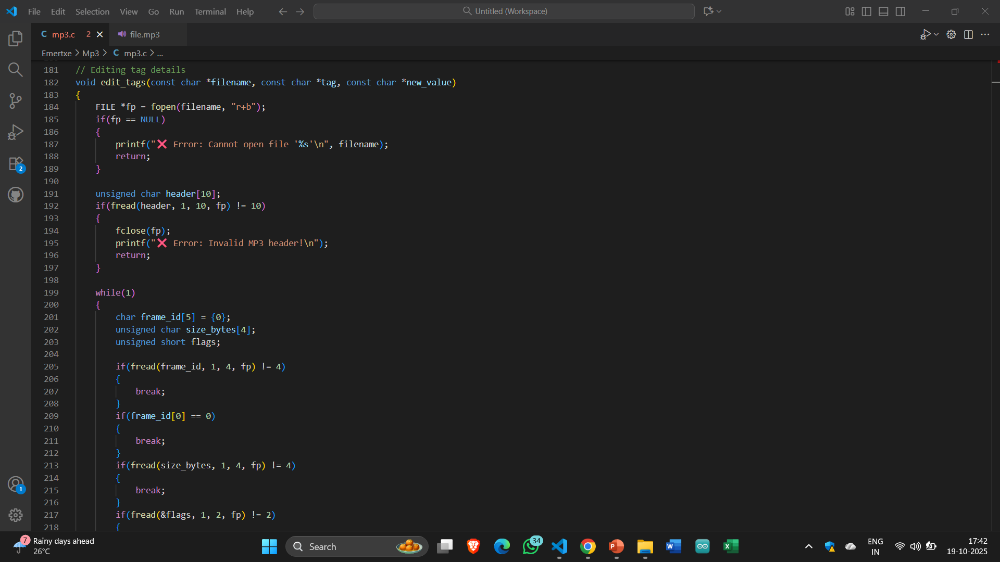 File Edit Selection View Go Run Terminal Help
Untitled (Workspace)
mp3.c 2
file.mp3
Emertxe > Mp3 > C mp3.c > ...
181 // Editing tag details
182 void edit_tags(const char *filename, const char *tag, const char *new_value)
183 {
184 FILE *fp = fopen(filename, "r+b");
185 if(fp == NULL)
186 {
187 printf("❌ Error: Cannot open file '%s'\n", filename);
188 return;
189 }
190
191 unsigned char header[10];
192 if(fread(header, 1, 10, fp) != 10)
193 {
194 fclose(fp);
195 printf("❌ Error: Invalid MP3 header!\n");
196 return;
197 }
198
199 while(1)
200 {
201 char frame_id[5] = {0};
202 unsigned char size_bytes[4];
203 unsigned short flags;
204
205 if(fread(frame_id, 1, 4, fp) != 4)
206 {
207 break;
208 }
209 if(frame_id[0] == 0)
210 {
211 break;
212 }
213 if(fread(size_bytes, 1, 4, fp) != 4)
214 {
215 break;
216 }
217 if(fread(&flags, 1, 2, fp) != 2)
218 {
2
1
7
Rainy days ahead
26°C
Search
34
ENG
IN
17:42
19-10-2025